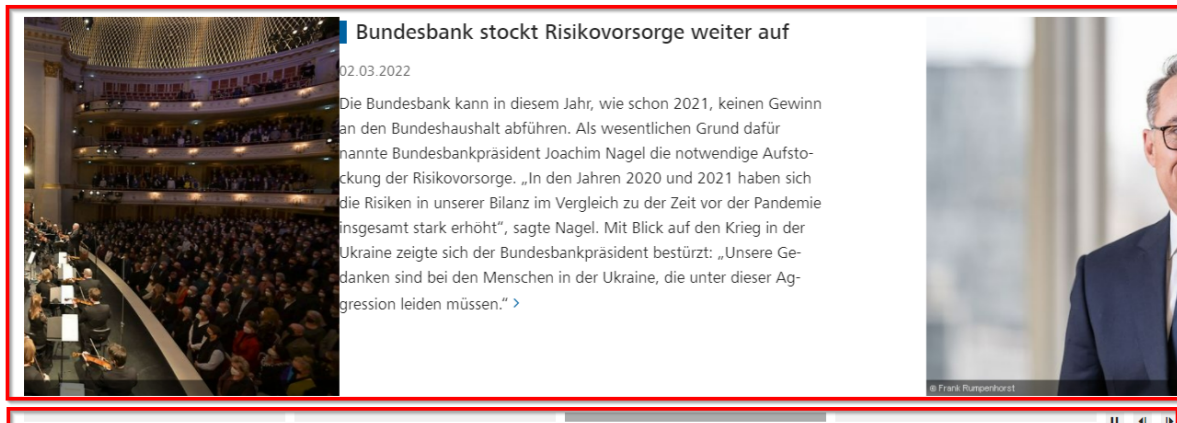 Bundesbank stockt Risikovorsorge weiter auf
02.03.2022
Die Bundesbank kann in diesem Jahr, wie schon 2021, keinen Gewinn
an den Bundeshaushalt abführen. Als wesentlichen Grund dafür
nannte Bundesbankpräsident Joachim Nagel die notwendige Aufsto-
ckung der Risikovorsorge. „In den Jahren 2020 und 2021 haben sich
die Risiken in unserer Bilanz im Vergleich zu der Zeit vor der Pandemie
insgesamt stark erhöht“, sagte Nagel. Mit Blick auf den Krieg in der
Ukraine zeigte sich der Bundesbankpräsident bestürzt: „Unsere Ge-
danken sind bei den Menschen in der Ukraine, die unter dieser Ag-
gression leiden müssen.“ >
© Frank Rumpenhorst